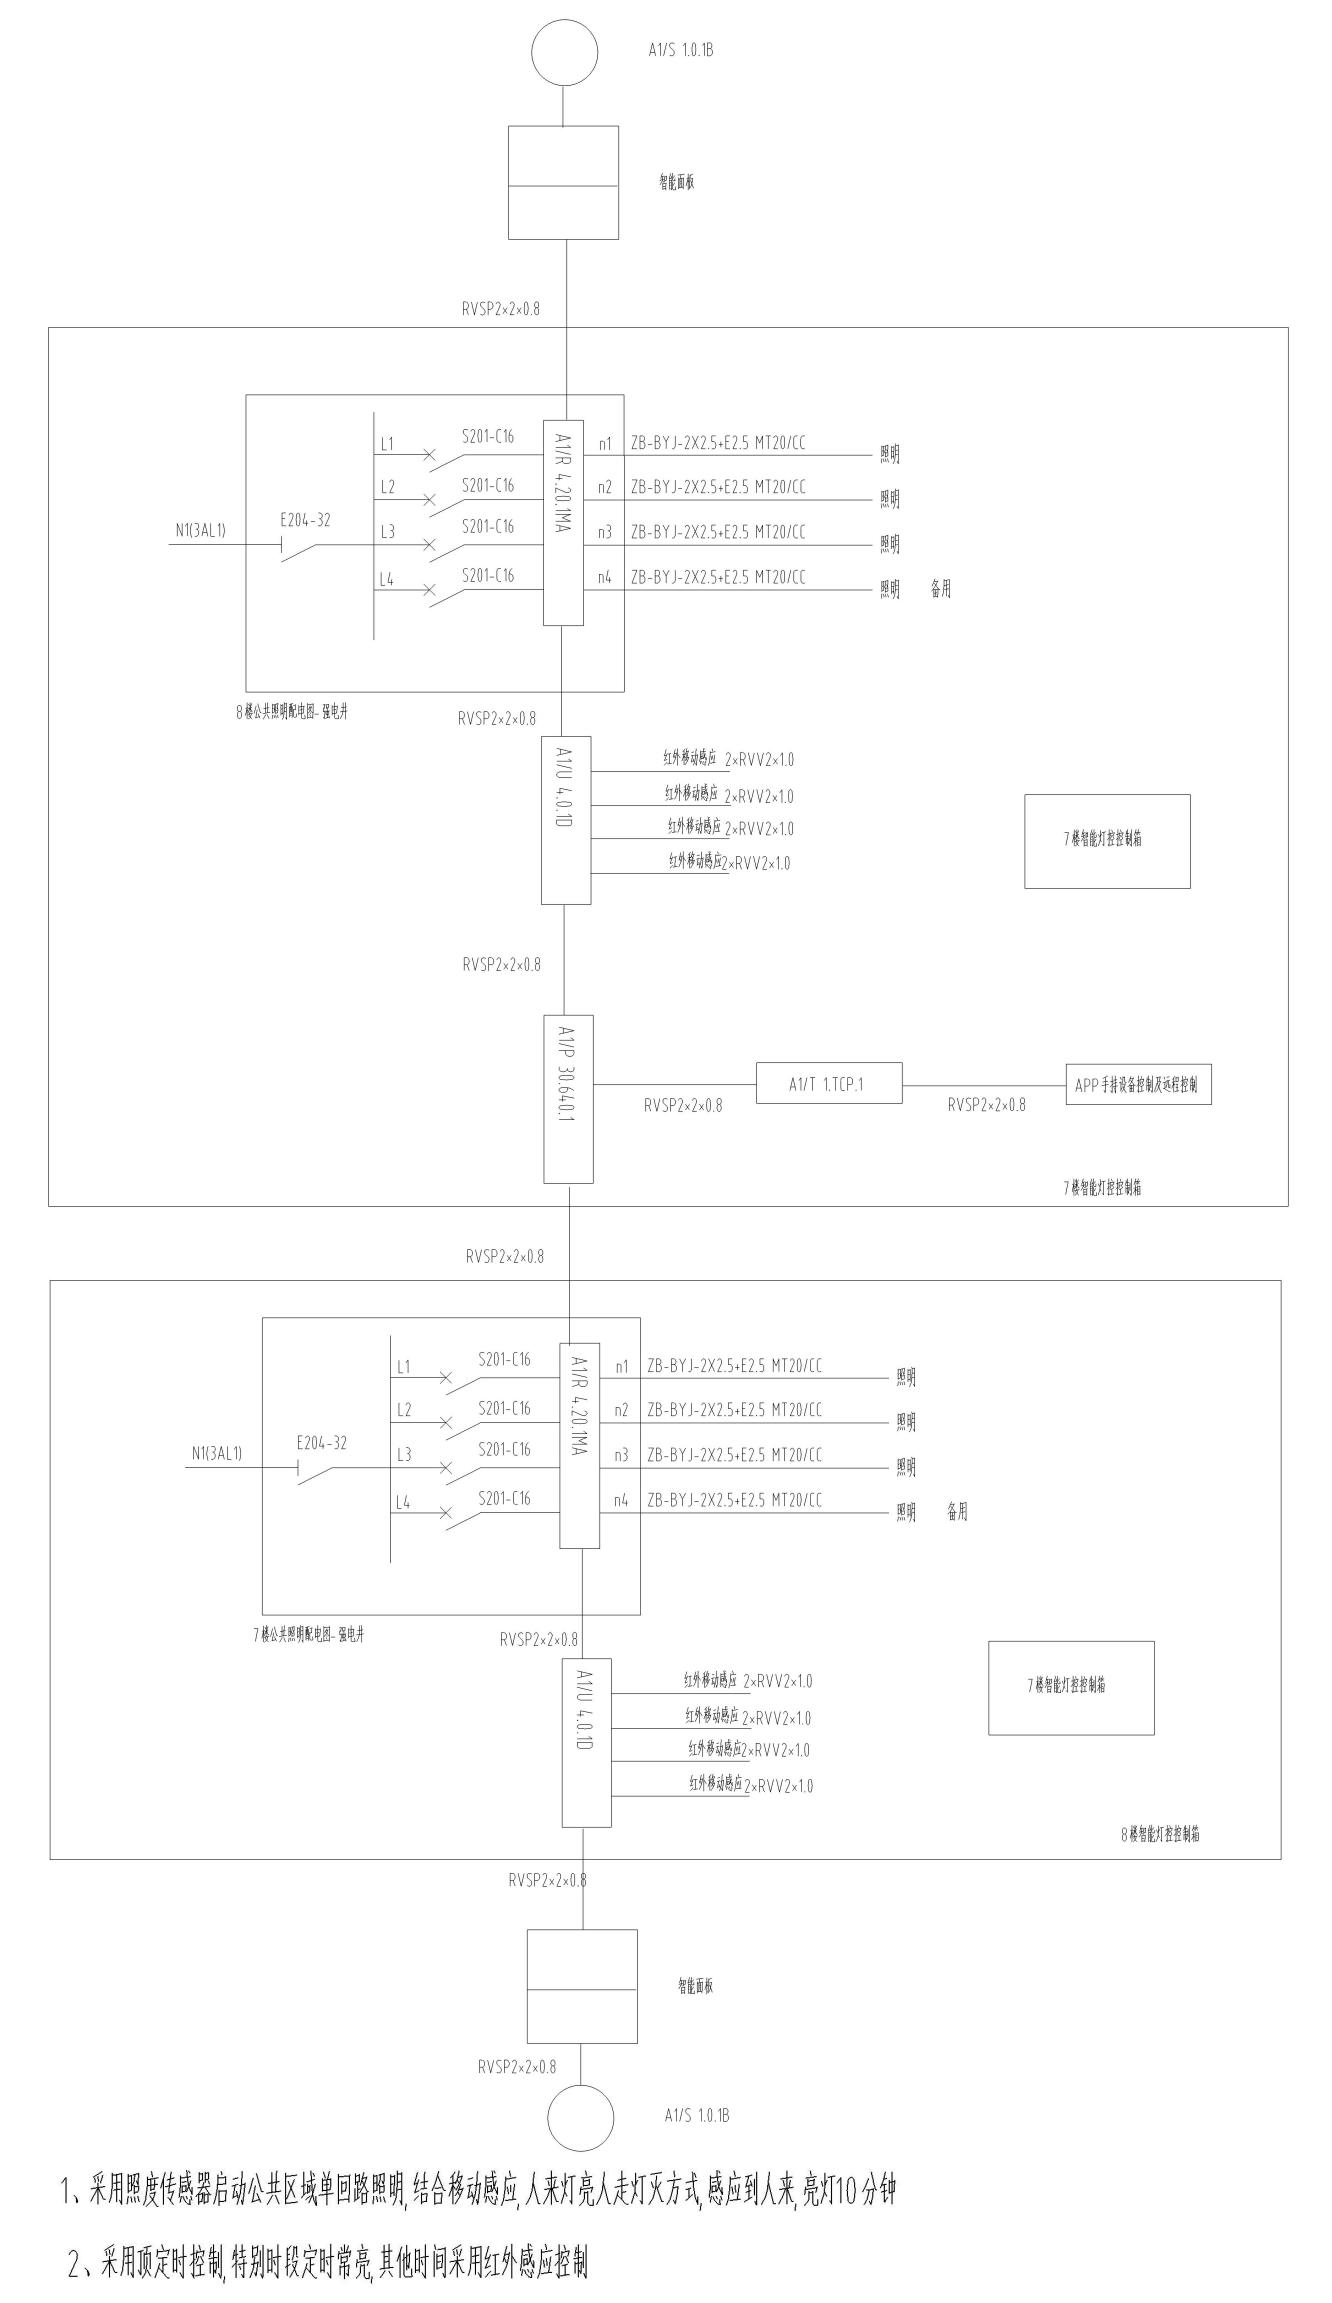 A1/S 1.0.1B
智能面板
RVSP2×2×0.8
L1
S201-C16
n1
ZB-BYJ-2X2.5+E2.5 MT20/CC
照明
L2
S201-C16
n2
ZB-BYJ-2X2.5+E2.5 MT20/CC
照明
N1(3AL1)
E204-32
L3
S201-C16
n3
ZB-BYJ-2X2.5+E2.5 MT20/CC
照明
L4
S201-C16
n4
ZB-BYJ-2X2.5+E2.5 MT20/CC
照明
备用
A1/R 4.20.1MA
8楼公共照明配电图-强电井
RVSP2×2×0.8
A1/U 4.0.1D
红外移动感应 2×RVV2×1.0
红外移动感应 2×RVV2×1.0
红外移动感应 2×RVV2×1.0
红外移动感应2×RVV2×1.0
7楼智能灯控控制箱
RVSP2×2×0.8
A1/P 30.640.1
RVSP2×2×0.8
A1/T 1.TCP.1
RVSP2×2×0.8
APP手持设备控制及远程控制
7楼智能灯控控制箱
RVSP2×2×0.8
L1
S201-C16
n1
ZB-BYJ-2X2.5+E2.5 MT20/CC
照明
L2
S201-C16
n2
ZB-BYJ-2X2.5+E2.5 MT20/CC
照明
N1(3AL1)
E204-32
L3
S201-C16
n3
ZB-BYJ-2X2.5+E2.5 MT20/CC
照明
L4
S201-C16
n4
ZB-BYJ-2X2.5+E2.5 MT20/CC
照明
备用
A1/R 4.20.1MA
7楼公共照明配电图-强电井
RVSP2×2×0.8
A1/U 4.0.1D
红外移动感应 2×RVV2×1.0
红外移动感应 2×RVV2×1.0
红外移动感应2×RVV2×1.0
红外移动感应2×RVV2×1.0
7楼智能灯控控制箱
8楼智能灯控控制箱
RVSP2×2×0.8
智能面板
RVSP2×2×0.8
A1/S 1.0.1B
1、采用照度传感器启动公共区域单回路照明,结合移动感应,人来灯亮人走灯灭方式,感应到人来,亮灯10分钟
2、采用顶定时控制,特别时段定时常亮,其他时间采用红外感应控制